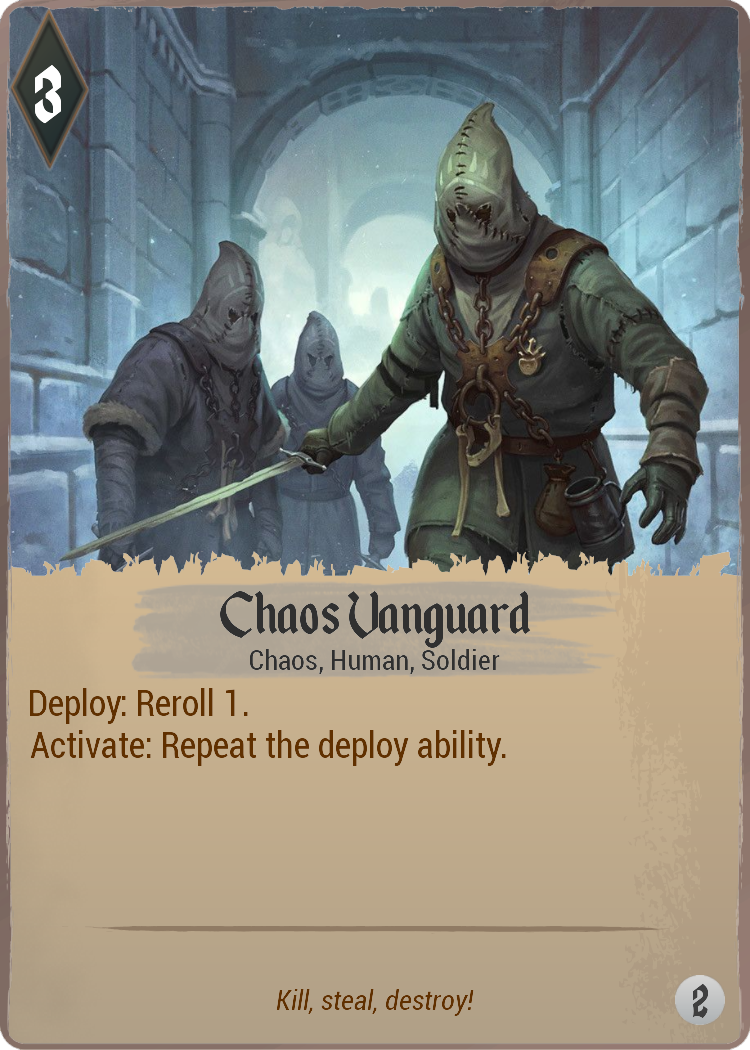 3
Chaos Vanguard
Chaos, Human, Soldier
Deploy: Reroll 1.
Activate: Repeat the deploy ability.
Kill, steal, destroy!
2